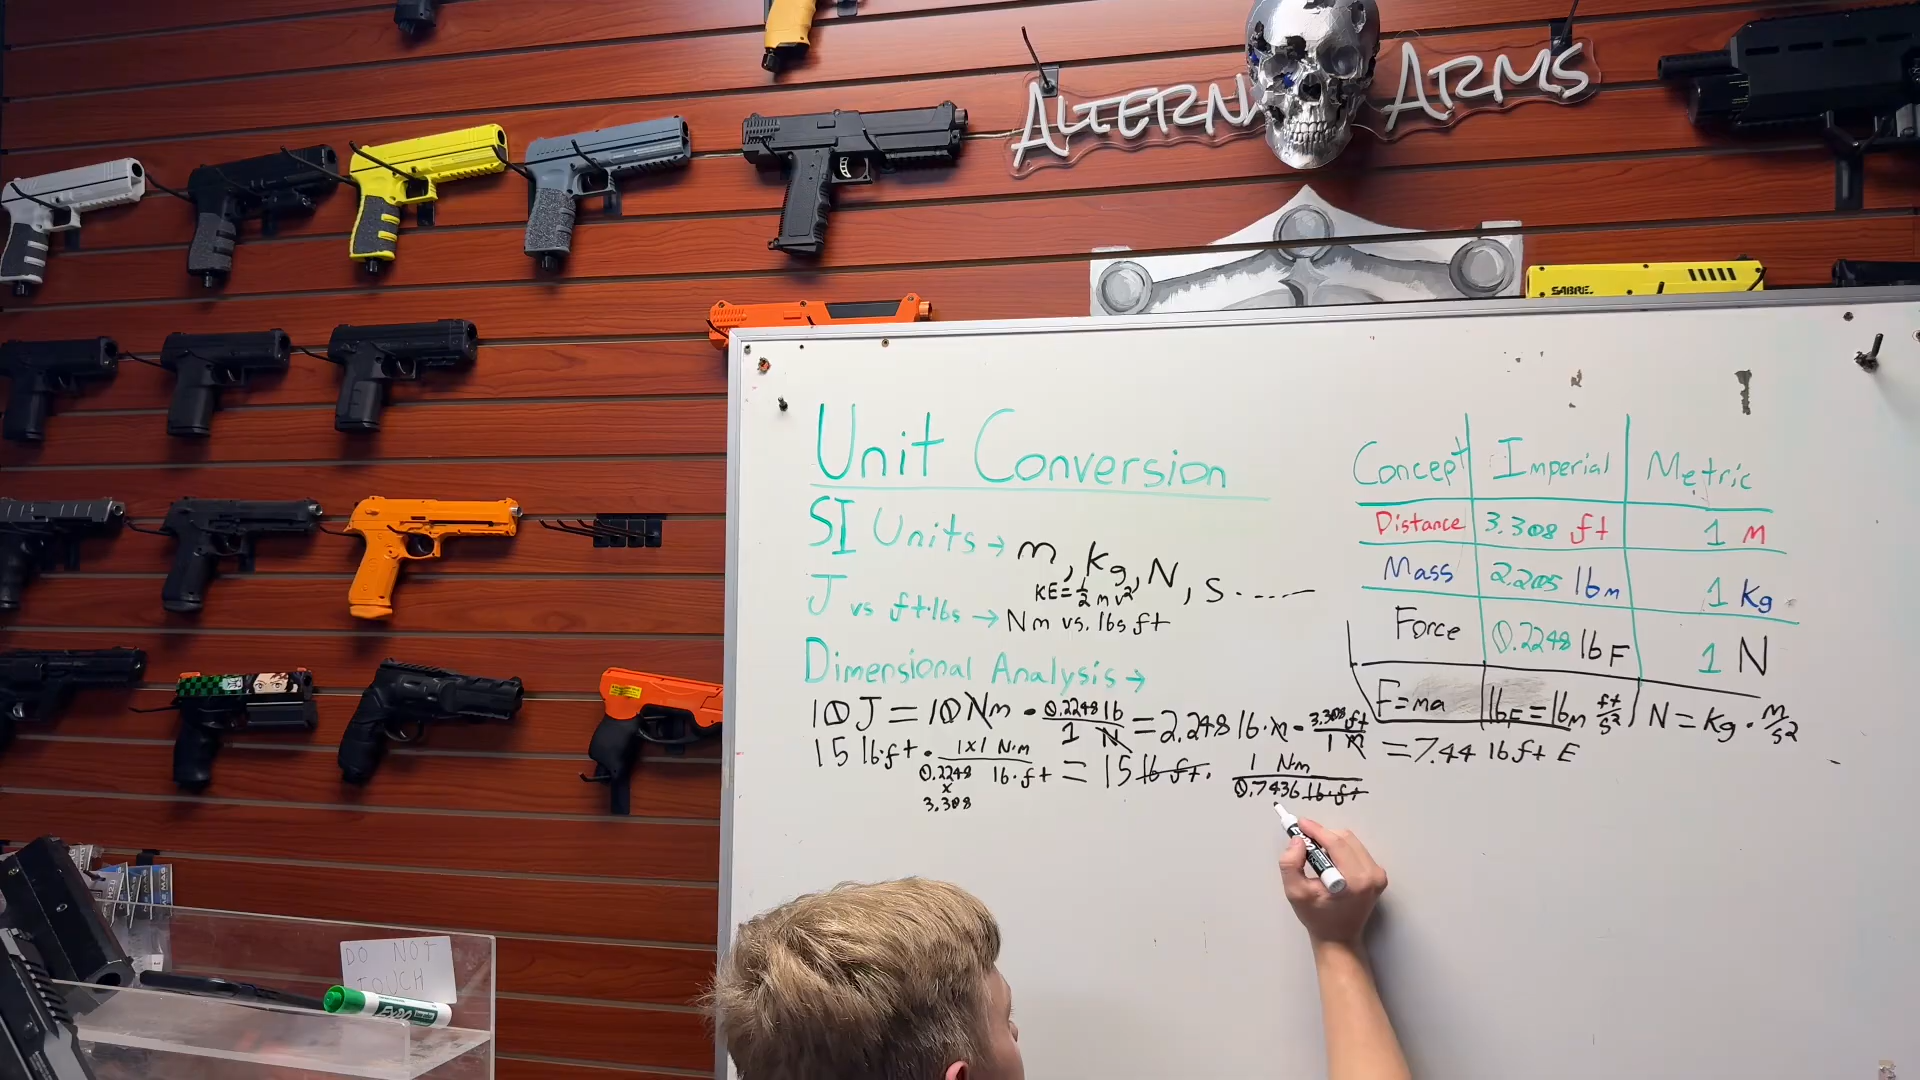 ALTERNA ARMS
SABRE
Unit Conversion
SI Units → m, Kg, N, s.....
KE=½mv²
J vs ft·lbs → Nm vs. lbs ft
Dimensional Analysis →
10J = 10Nm · 0.2248 lb / 1 N = 2.248 lb·m · 3.308 ft / 1 m = 7.44 lb ft E
15 lb·ft · 1x1 N·m / 0.2248 x 3.308 lb·ft = 15 lb ft · 1 Nm / 0.7436 lb·ft
Concept Imperial Metric
Distance 3.308 ft 1 m
Mass 2.205 lbm 1 Kg
Force 0.2248 lbF 1 N
F=ma lbF=lbm ft/s² N=Kg·m/s²
DO NOT
TOUCH
EXPO